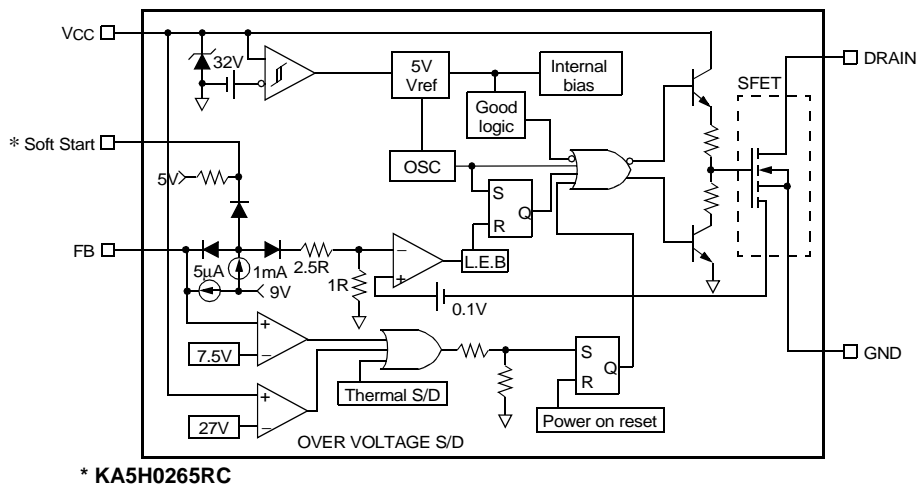 VCC
32V
5V
Vref
Internal
bias
DRAIN
SFET
Good
logic
* Soft Start
OSC
5V
S
R
Q
FB
5μA
1mA
9V
2.5R
1R
−
+
L.E.B
0.1V
+
−
7.5V
S
R
Q
GND
Thermal S/D
+
−
27V
Power on reset
OVER VOLTAGE S/D
* KA5H0265RC